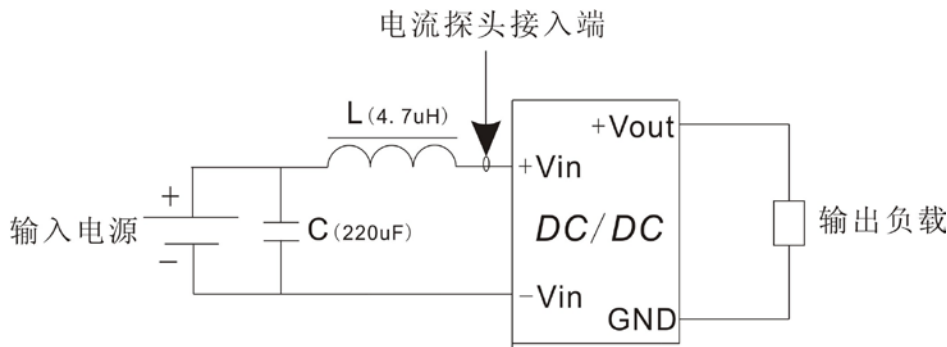 电流探头接入端
L(4.7uH)
+Vout
+Vin
+
输入电源
C(220uF)
DC/DC
输出负载
−
−Vin
GND